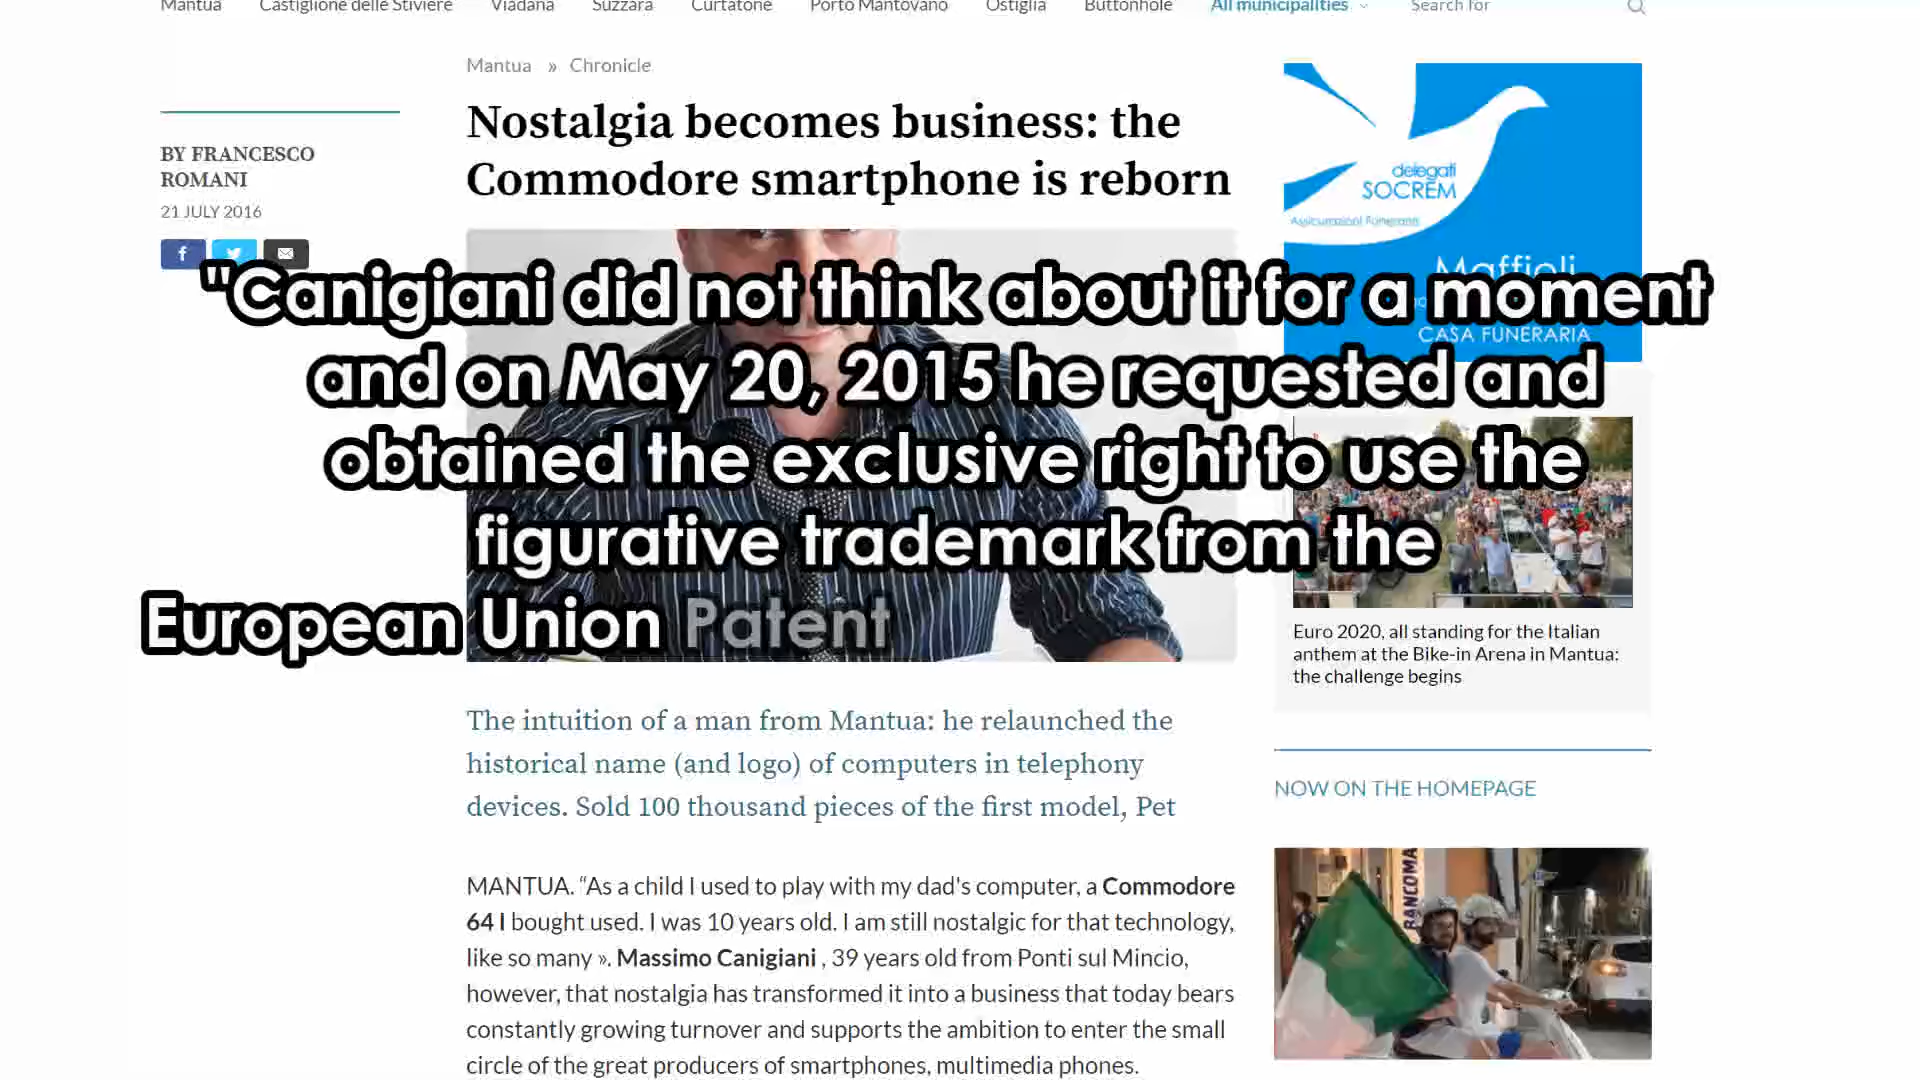 Mantua Castiglione delle Stiviere Viadana Suzzara Curtatone Porto Mantovano Ostiglia Buttonhole All municipalities Search for
Mantua » Chronicle
Nostalgia becomes business: the
Commodore smartphone is reborn
BY FRANCESCO
ROMANI
21 JULY 2016
f
"Canigiani did not think about it for a moment
and on May 20, 2015 he requested and
obtained the exclusive right to use the
figurative trademark from the
European Union Patent
The intuition of a man from Mantua: he relaunched the
historical name (and logo) of computers in telephony
devices. Sold 100 thousand pieces of the first model, Pet
MANTUA. “As a child I used to play with my dad's computer, a Commodore
64 I bought used. I was 10 years old. I am still nostalgic for that technology,
like so many ». Massimo Canigiani , 39 years old from Ponti sul Mincio,
however, that nostalgia has transformed it into a business that today bears
constantly growing turnover and supports the ambition to enter the small
circle of the great producers of smartphones, multimedia phones.
delegati
SOCREM
Assicurazioni Funerarie
Maffioli
CASA FUNERARIA
Euro 2020, all standing for the Italian
anthem at the Bike-in Arena in Mantua:
the challenge begins
NOW ON THE HOMEPAGE
RANCOMA